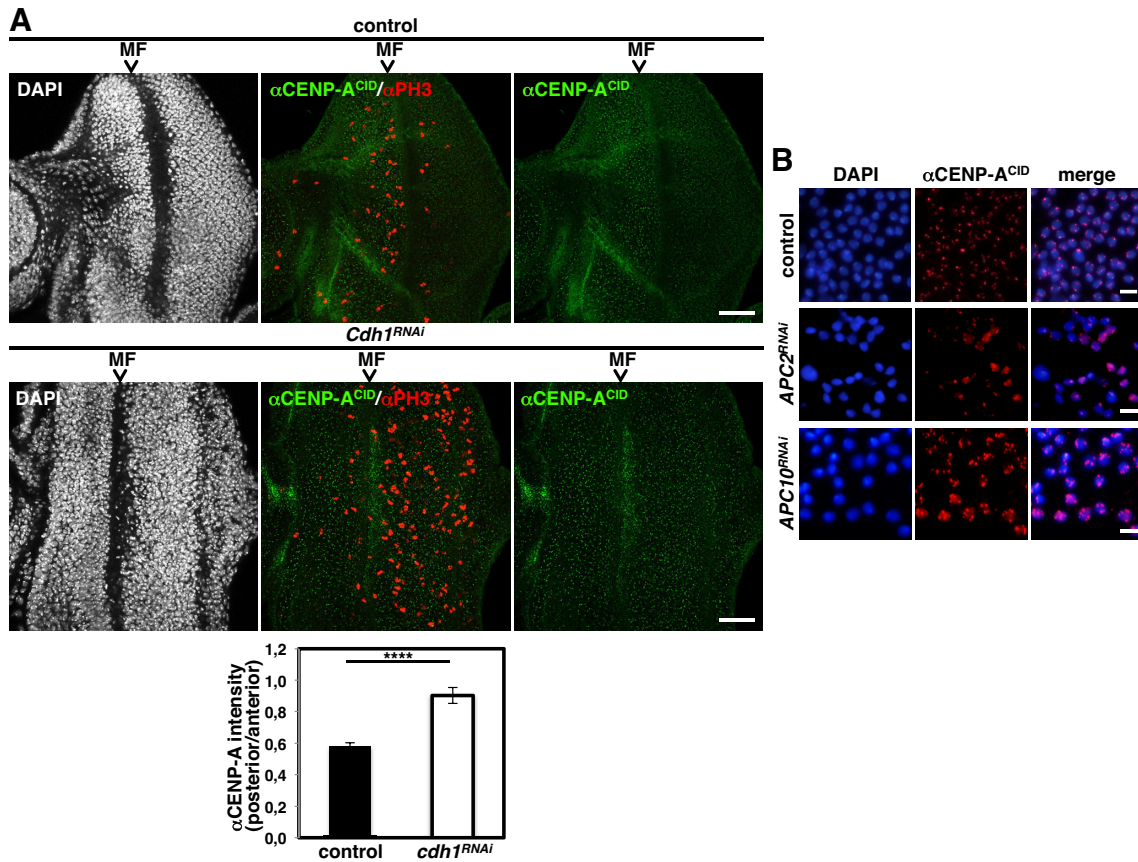 A
control
MF MF MF
DAPI αCENP-A^CID/αPH3 αCENP-A^CID
Cdh1^RNAi
MF MF MF
DAPI αCENP-A^CID/αPH3 αCENP-A^CID
αCENP-A intensity
(posterior/anterior)
1,2
1,0
0,8
0,6
0,4
0,2
0,0
****
control cdh1^RNAi
B
DAPI αCENP-A^CID merge
control
APC2^RNAi
APC10^RNAi